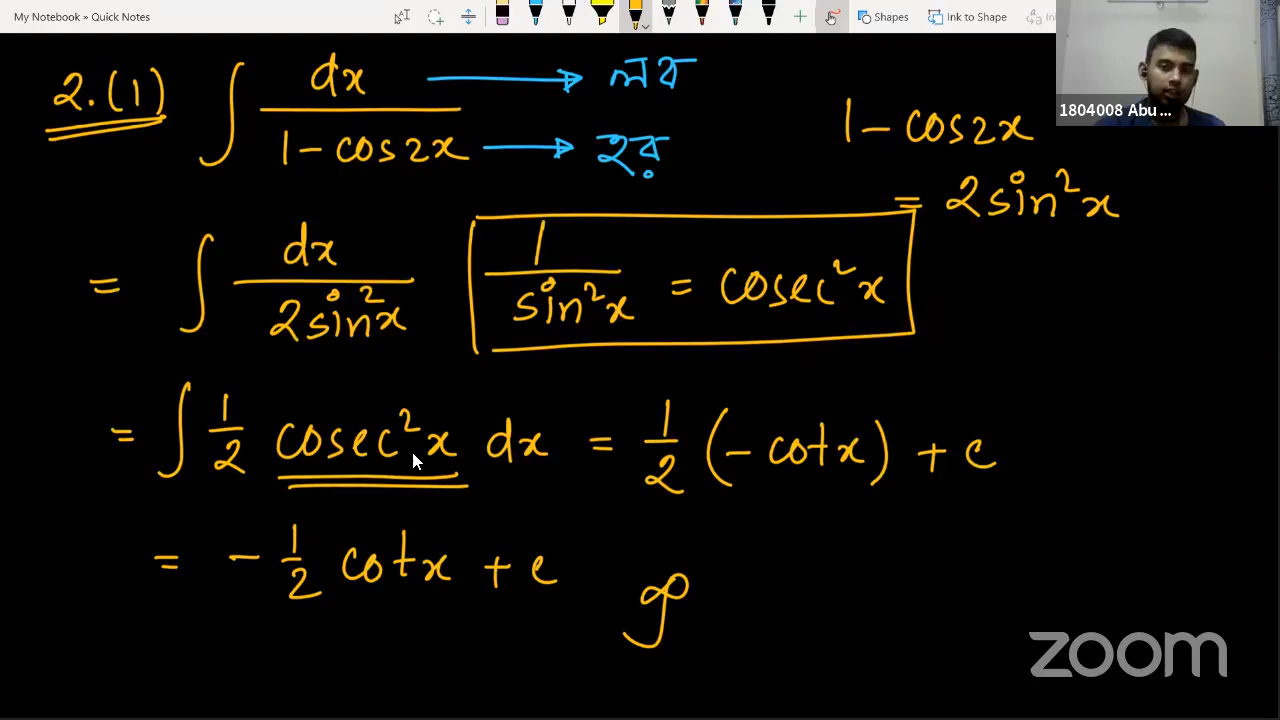 My Notebook » Quick Notes
Shapes
Ink to Shape
1804008 Abu ...
2.(1) ∫ dx / (1 - cos2x)
→ লব
→ হর
1 - cos2x
= 2sin²x
= ∫ dx / (2sin²x)
1 / sin²x = cosec²x
= ∫ 1/2 cosec²x dx = 1/2 (- cotx) + c
= - 1/2 cotx + c
zoom